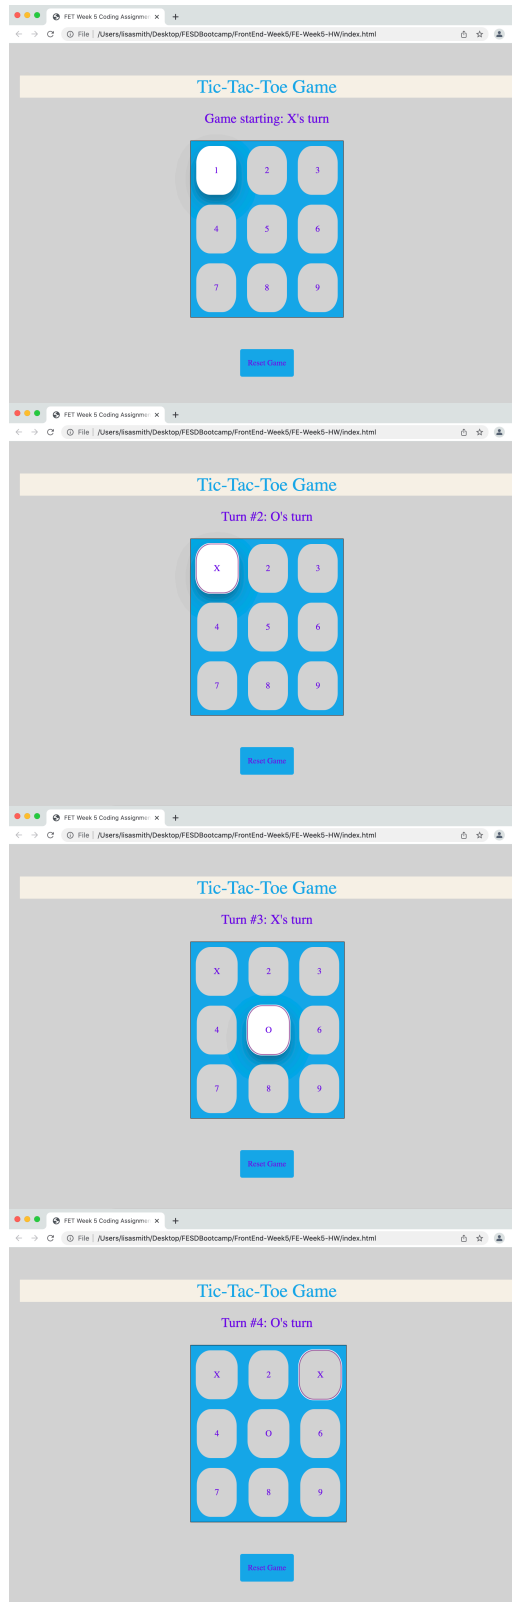 FET Week 5 Coding Assignme
File | /Users/lisasmith/Desktop/FESDBootcamp/FrontEnd-Week5/FE-Week5-HW/index.html
Tic-Tac-Toe Game
Game starting: X's turn
1 2 3
4 5 6
7 8 9
Reset Game
FET Week 5 Coding Assignme
File | /Users/lisasmith/Desktop/FESDBootcamp/FrontEnd-Week5/FE-Week5-HW/index.html
Tic-Tac-Toe Game
Turn #2: O's turn
X 2 3
4 5 6
7 8 9
Reset Game
FET Week 5 Coding Assignme
File | /Users/lisasmith/Desktop/FESDBootcamp/FrontEnd-Week5/FE-Week5-HW/index.html
Tic-Tac-Toe Game
Turn #3: X's turn
X 2 3
4 O 6
7 8 9
Reset Game
FET Week 5 Coding Assignme
File | /Users/lisasmith/Desktop/FESDBootcamp/FrontEnd-Week5/FE-Week5-HW/index.html
Tic-Tac-Toe Game
Turn #4: O's turn
X 2 X
4 O 6
7 8 9
Reset Game